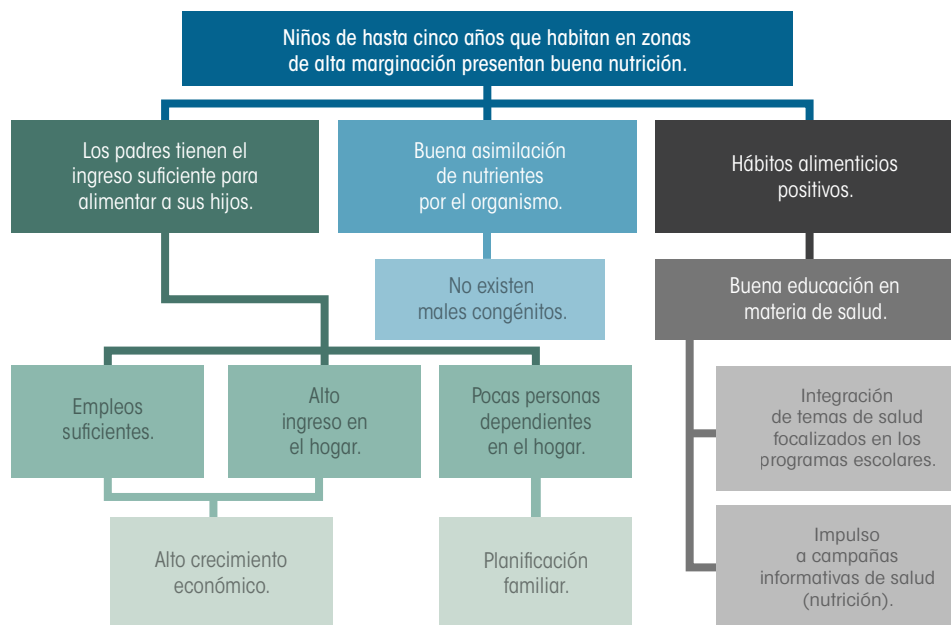 Niños de hasta cinco años que habitan en zonas
de alta marginación presentan buena nutrición.
Los padres tienen el
ingreso suficiente para
alimentar a sus hijos.
Buena asimilación
de nutrientes
por el organismo.
Hábitos alimenticios
positivos.
No existen
males congénitos.
Buena educación en
materia de salud.
Empleos
suficientes.
Alto
ingreso en
el hogar.
Pocas personas
dependientes
en el hogar.
Integración
de temas de salud
focalizados en los
programas escolares.
Alto crecimiento
económico.
Planificación
familiar.
Impulso
a campañas
informativas de salud
(nutrición).